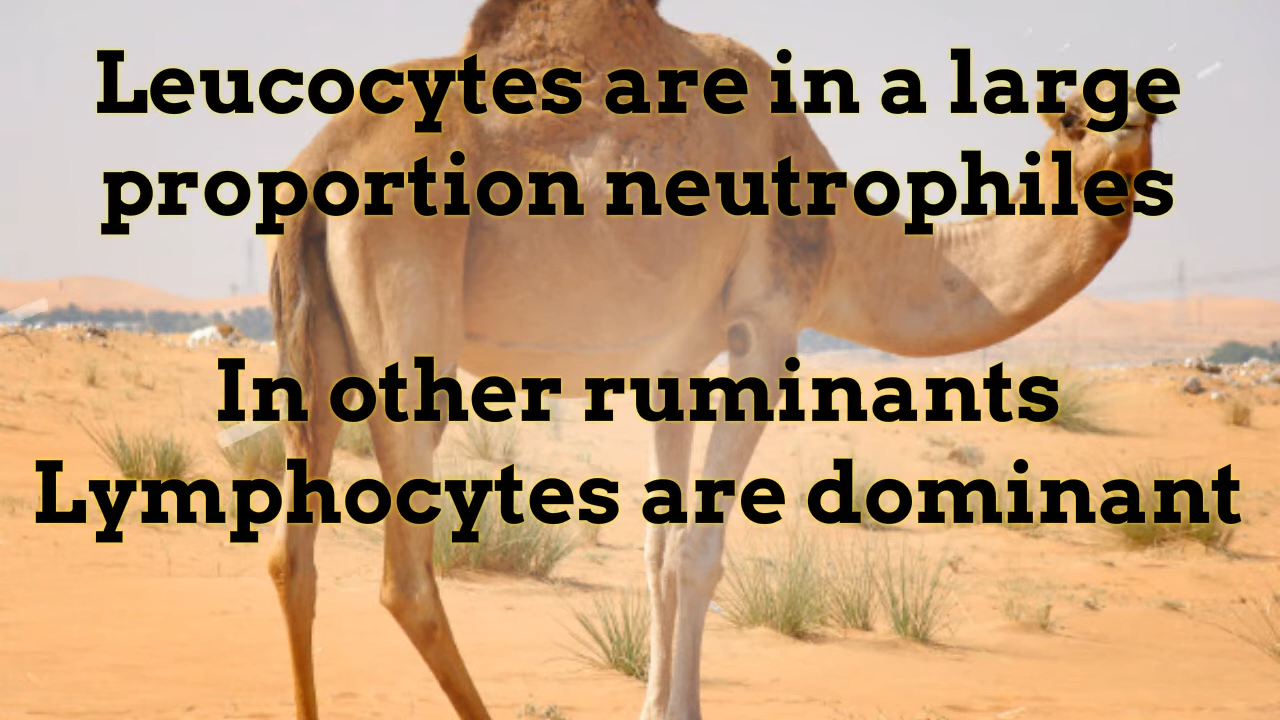 Leucocytes are in a large
proportion neutrophiles
In other ruminants
Lymphocytes are dominant